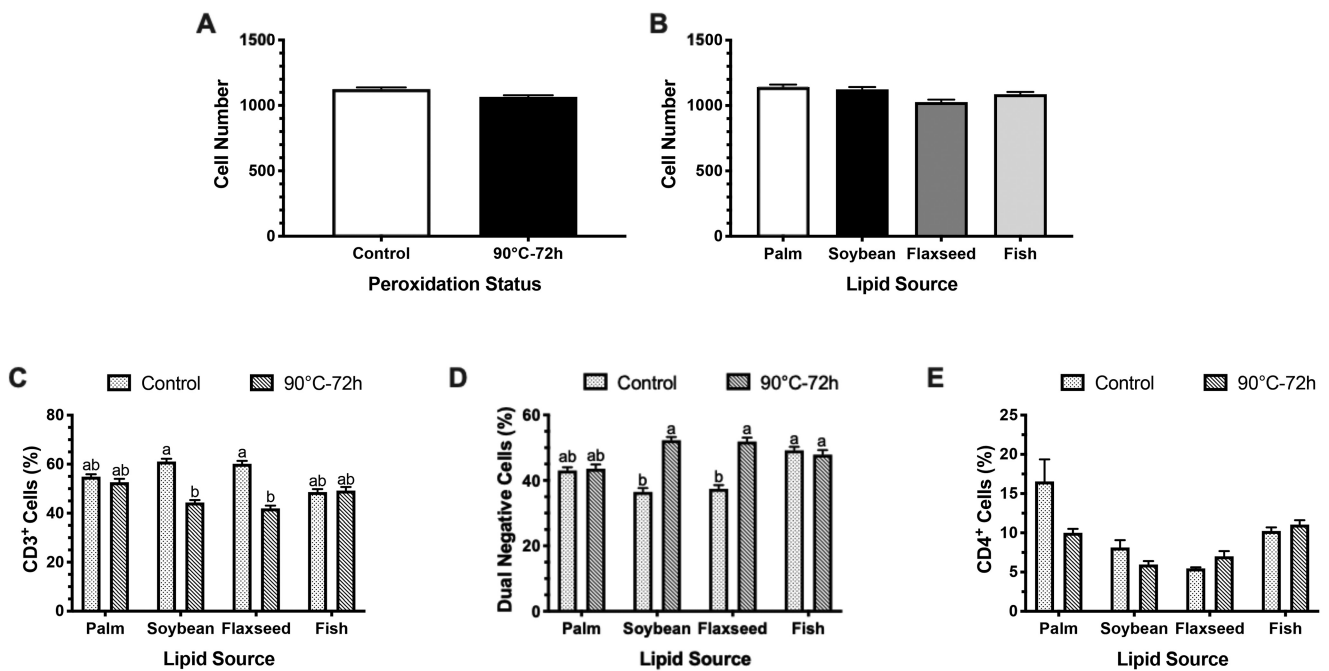 A
1500
1000
500
0
Cell Number
Control
90°C-72h
Peroxidation Status
B
1500
1000
500
0
Cell Number
Palm Soybean Flaxseed Fish
Lipid Source
C
Control 90°C-72h
80
60
40
20
0
CD3+ Cells (%)
ab ab a b a b ab ab
Palm Soybean Flaxseed Fish
Lipid Source
D
Control 90°C-72h
60
40
20
0
Dual Negative Cells (%)
ab ab b a b a a a
Palm Soybean Flaxseed Fish
Lipid Source
E
Control 90°C-72h
25
20
15
10
5
0
CD4+ Cells (%)
Palm Soybean Flaxseed Fish
Lipid Source